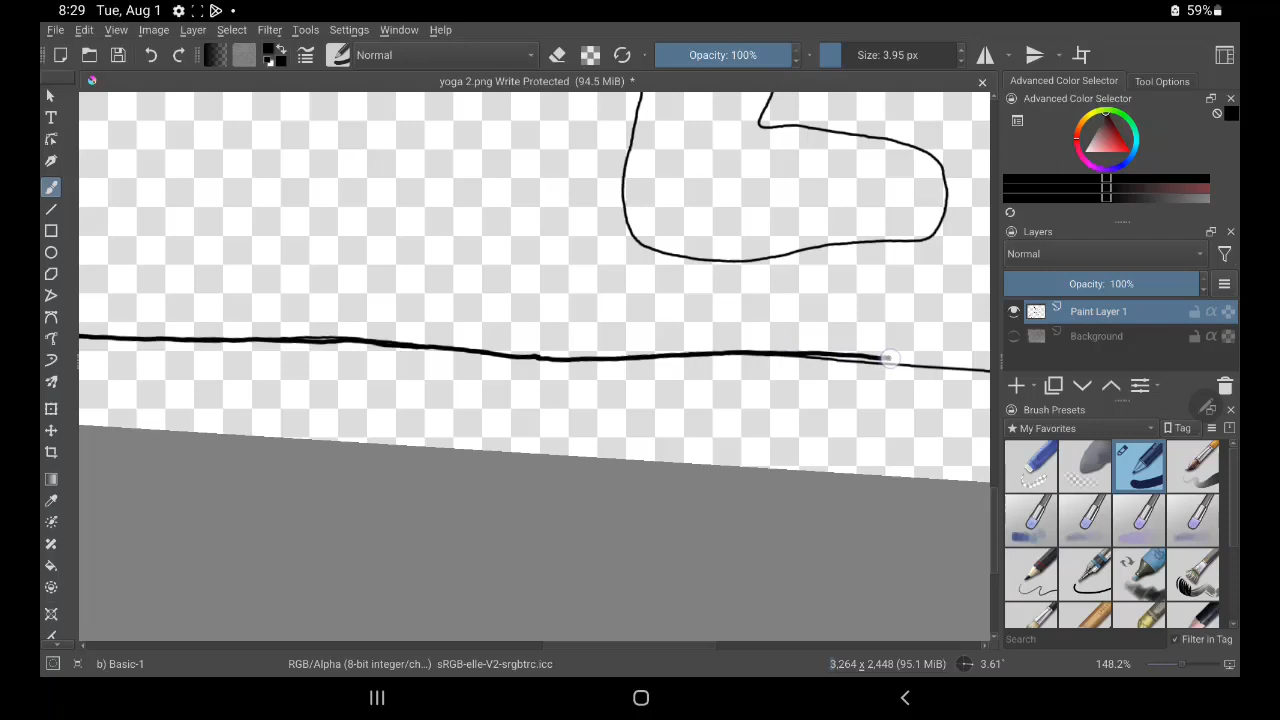 8:29 Tue, Aug 1
59%
File Edit View Image Layer Select Filter Tools Settings Window Help
Normal
Opacity: 100%
Size: 3.95 px
yoga 2.png Write Protected (94.5 MiB) *
Advanced Color Selector
Tool Options
Advanced Color Selector
Layers
Normal
Opacity: 100%
Paint Layer 1
Background
Brush Presets
My Favorites
Tag
Search
Filter in Tag
b) Basic-1
RGB/Alpha (8-bit integer/ch...) sRGB-elle-V2-srgbtrc.icc
3,264 x 2,448 (95.1 MiB)
3.61°
148.2%